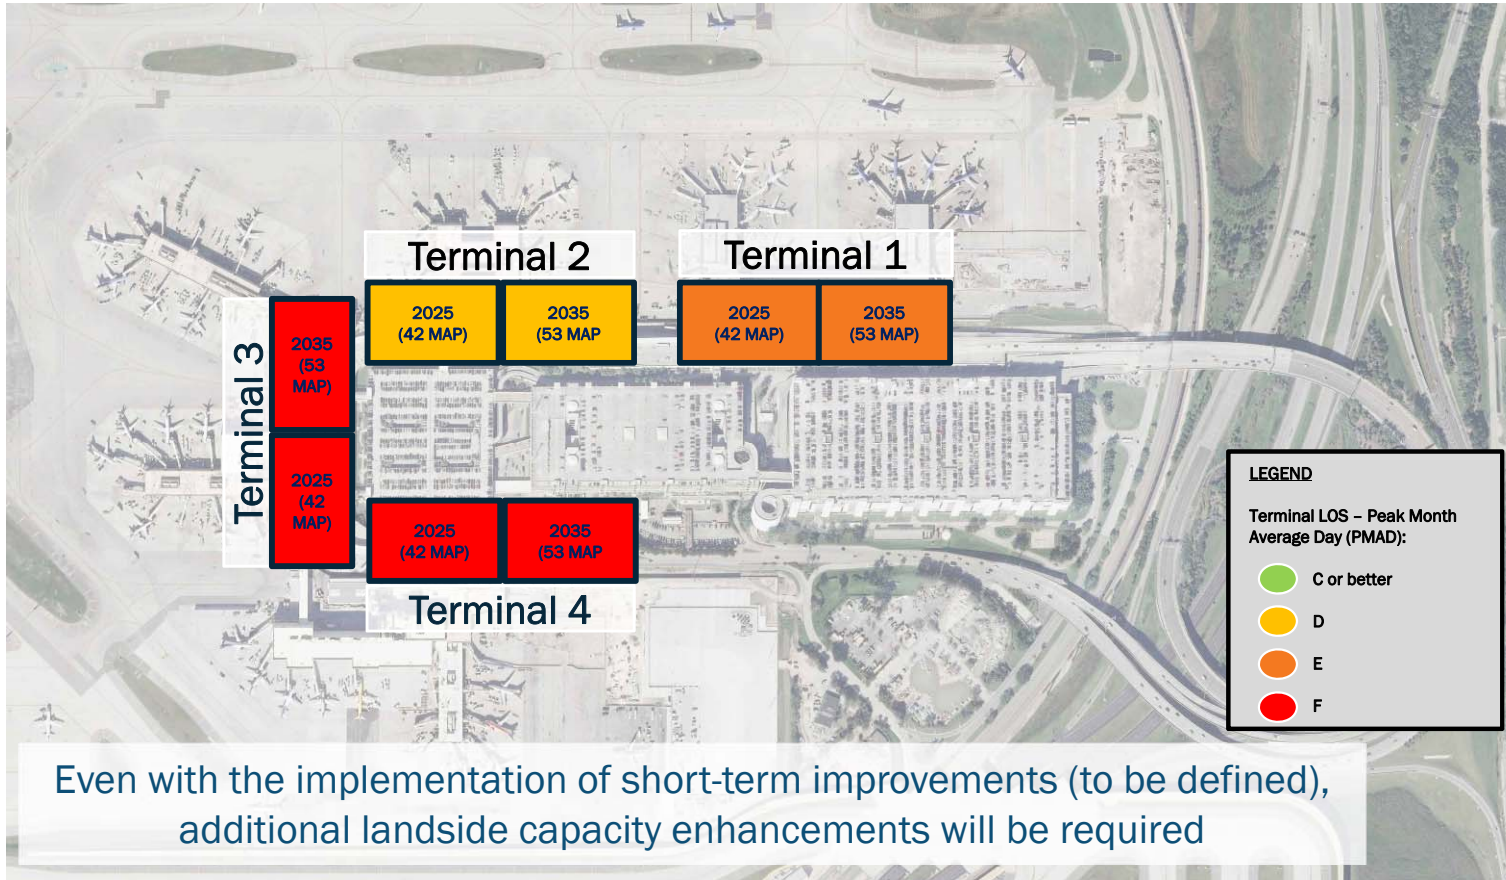 Terminal 2
2025
(42 MAP)
2035
(53 MAP
Terminal 1
2025
(42 MAP)
2035
(53 MAP)
Terminal 3
2035
(53
MAP)
2025
(42
MAP)
2025
(42 MAP)
2035
(53 MAP
Terminal 4
LEGEND
Terminal LOS – Peak Month
Average Day (PMAD):
C or better
D
E
F
Even with the implementation of short-term improvements (to be defined),
additional landside capacity enhancements will be required